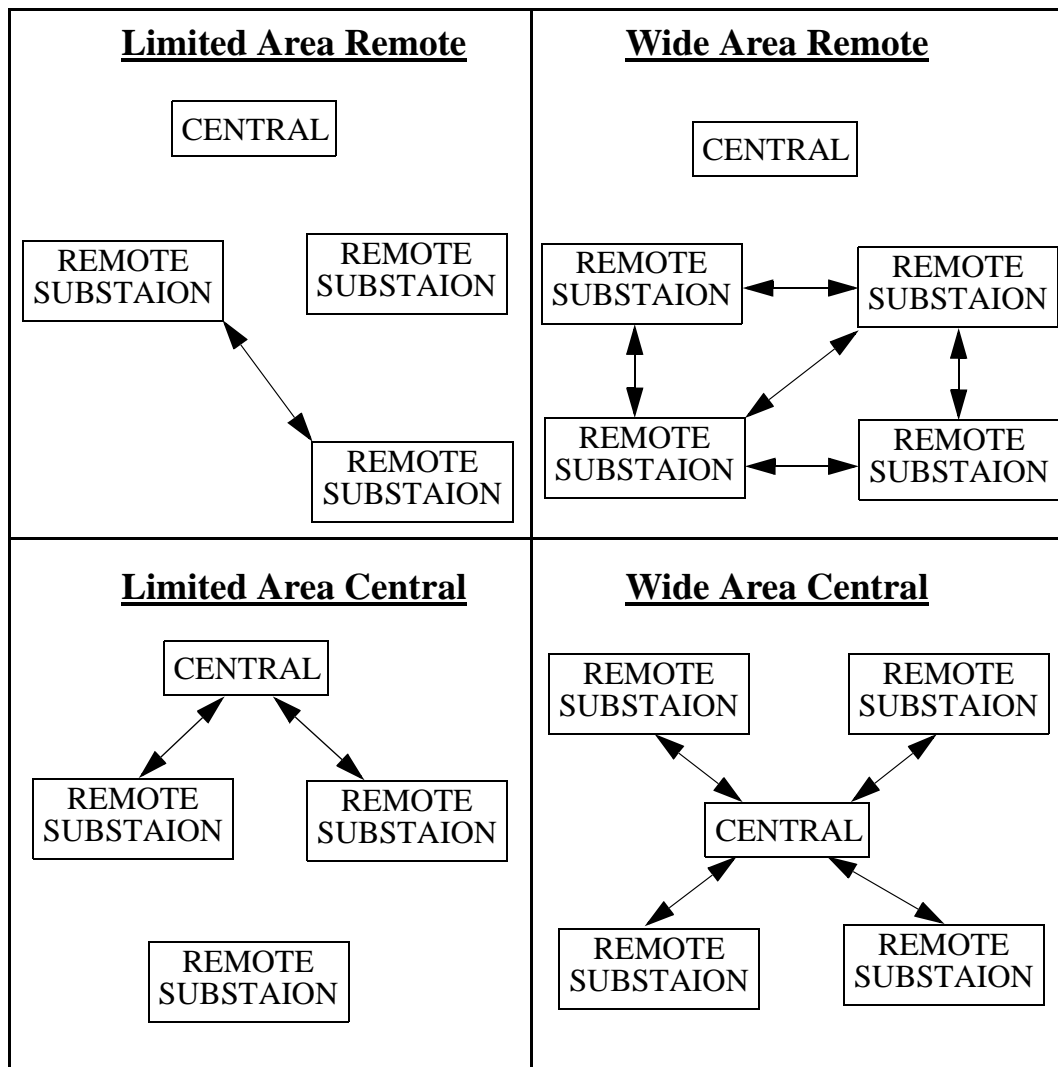 Limited Area Remote
CENTRAL
REMOTE
SUBSTAION
REMOTE
SUBSTAION
REMOTE
SUBSTAION
Wide Area Remote
CENTRAL
REMOTE
SUBSTAION
REMOTE
SUBSTAION
REMOTE
SUBSTAION
REMOTE
SUBSTAION
Limited Area Central
CENTRAL
REMOTE
SUBSTAION
REMOTE
SUBSTAION
REMOTE
SUBSTAION
Wide Area Central
REMOTE
SUBSTAION
REMOTE
SUBSTAION
CENTRAL
REMOTE
SUBSTAION
REMOTE
SUBSTAION